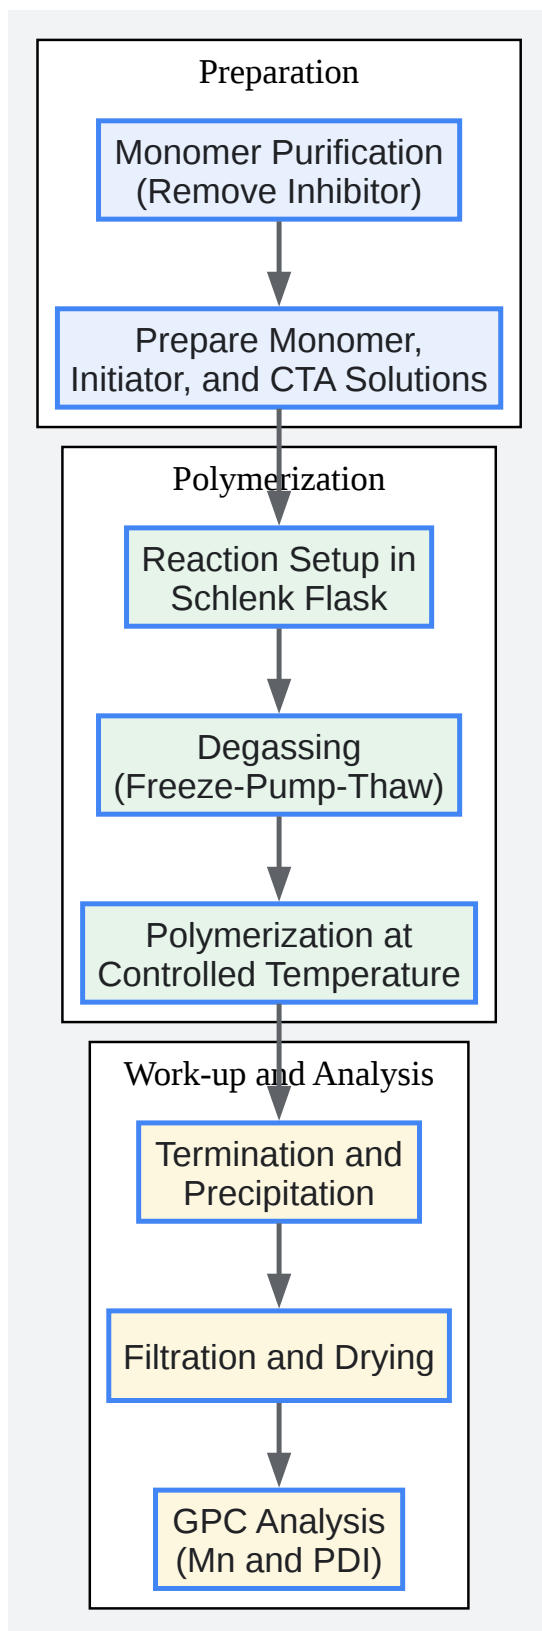 Preparation
Monomer Purification
(Remove Inhibitor)
Prepare Monomer,
Initiator, and CTA Solutions
Polymerization
Reaction Setup in
Schlenk Flask
Degassing
(Freeze-Pump-Thaw)
Polymerization at
Controlled Temperature
Work-up and Analysis
Termination and
Precipitation
Filtration and Drying
GPC Analysis
(Mn and PDI)